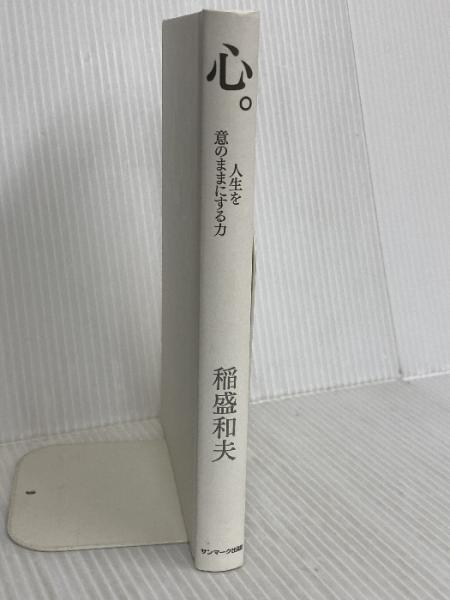 心。
人生を
意のままにする力
稲盛和夫
サンマーク出版